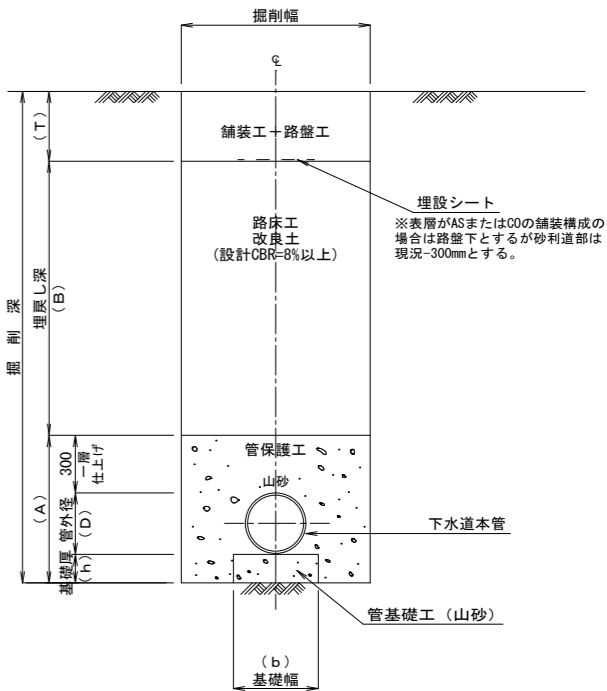 掘削幅
℄
舗装工＋路盤工
埋設シート
※表層がASまたはCOの舗装構成の
場合は路盤下とするが砂利道部は
現況-300mmとする。
路床工
改良土
(設計CBR=8%以上)
掘削深
(T)
埋戻し深
(B)
(A)
300
一層
仕上げ
管外径
(D)
基礎厚
(h)
管保護工
山砂
下水道本管
管基礎工（山砂）
(b)
基礎幅